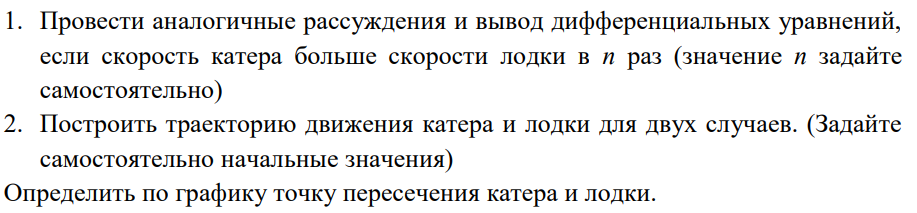 1. Провести аналогичные рассуждения и вывод дифференциальных уравнений,
если скорость катера больше скорости лодки в n раз (значение n задайте
самостоятельно)
2. Построить траекторию движения катера и лодки для двух случаев. (Задайте
самостоятельно начальные значения)
Определить по графику точку пересечения катера и лодки.